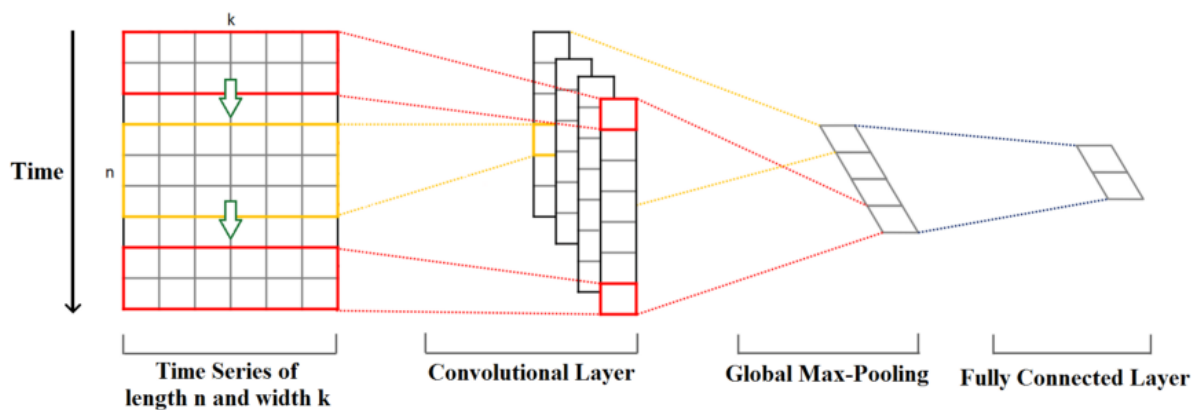 k
Time
n
Time Series of
length n and width k
Convolutional Layer
Global Max-Pooling
Fully Connected Layer